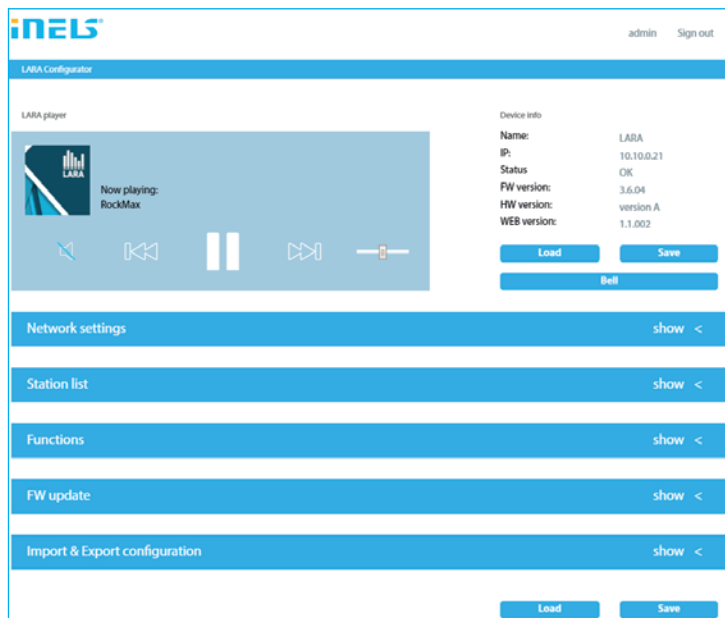 iNELS
admin Sign out
LARA Configurator
LARA player
LARA
Now playing:
RockMax
Device info
Name: LARA
IP: 10.10.0.21
Status OK
FW version: 3.6.04
HW version: version A
WEB version: 1.1.002
Load Save
Bell
Network settings show <
Station list show <
Functions show <
FW update show <
Import & Export configuration show <
Load Save